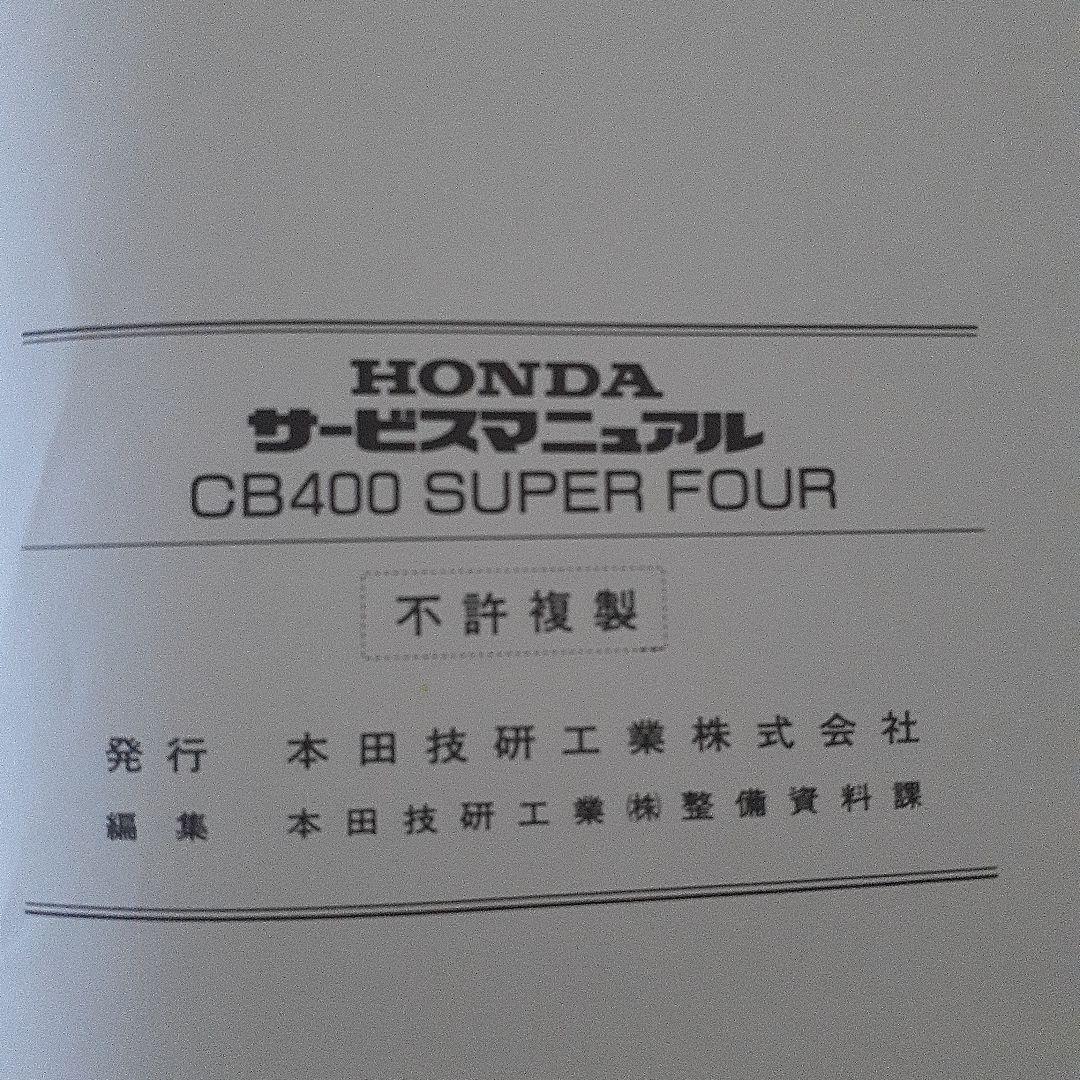 HONDA
サービスマニュアル
CB400 SUPER FOUR
不許複製
発行 本田技研工業株式会社
編集 本田技研工業㈱整備資料課